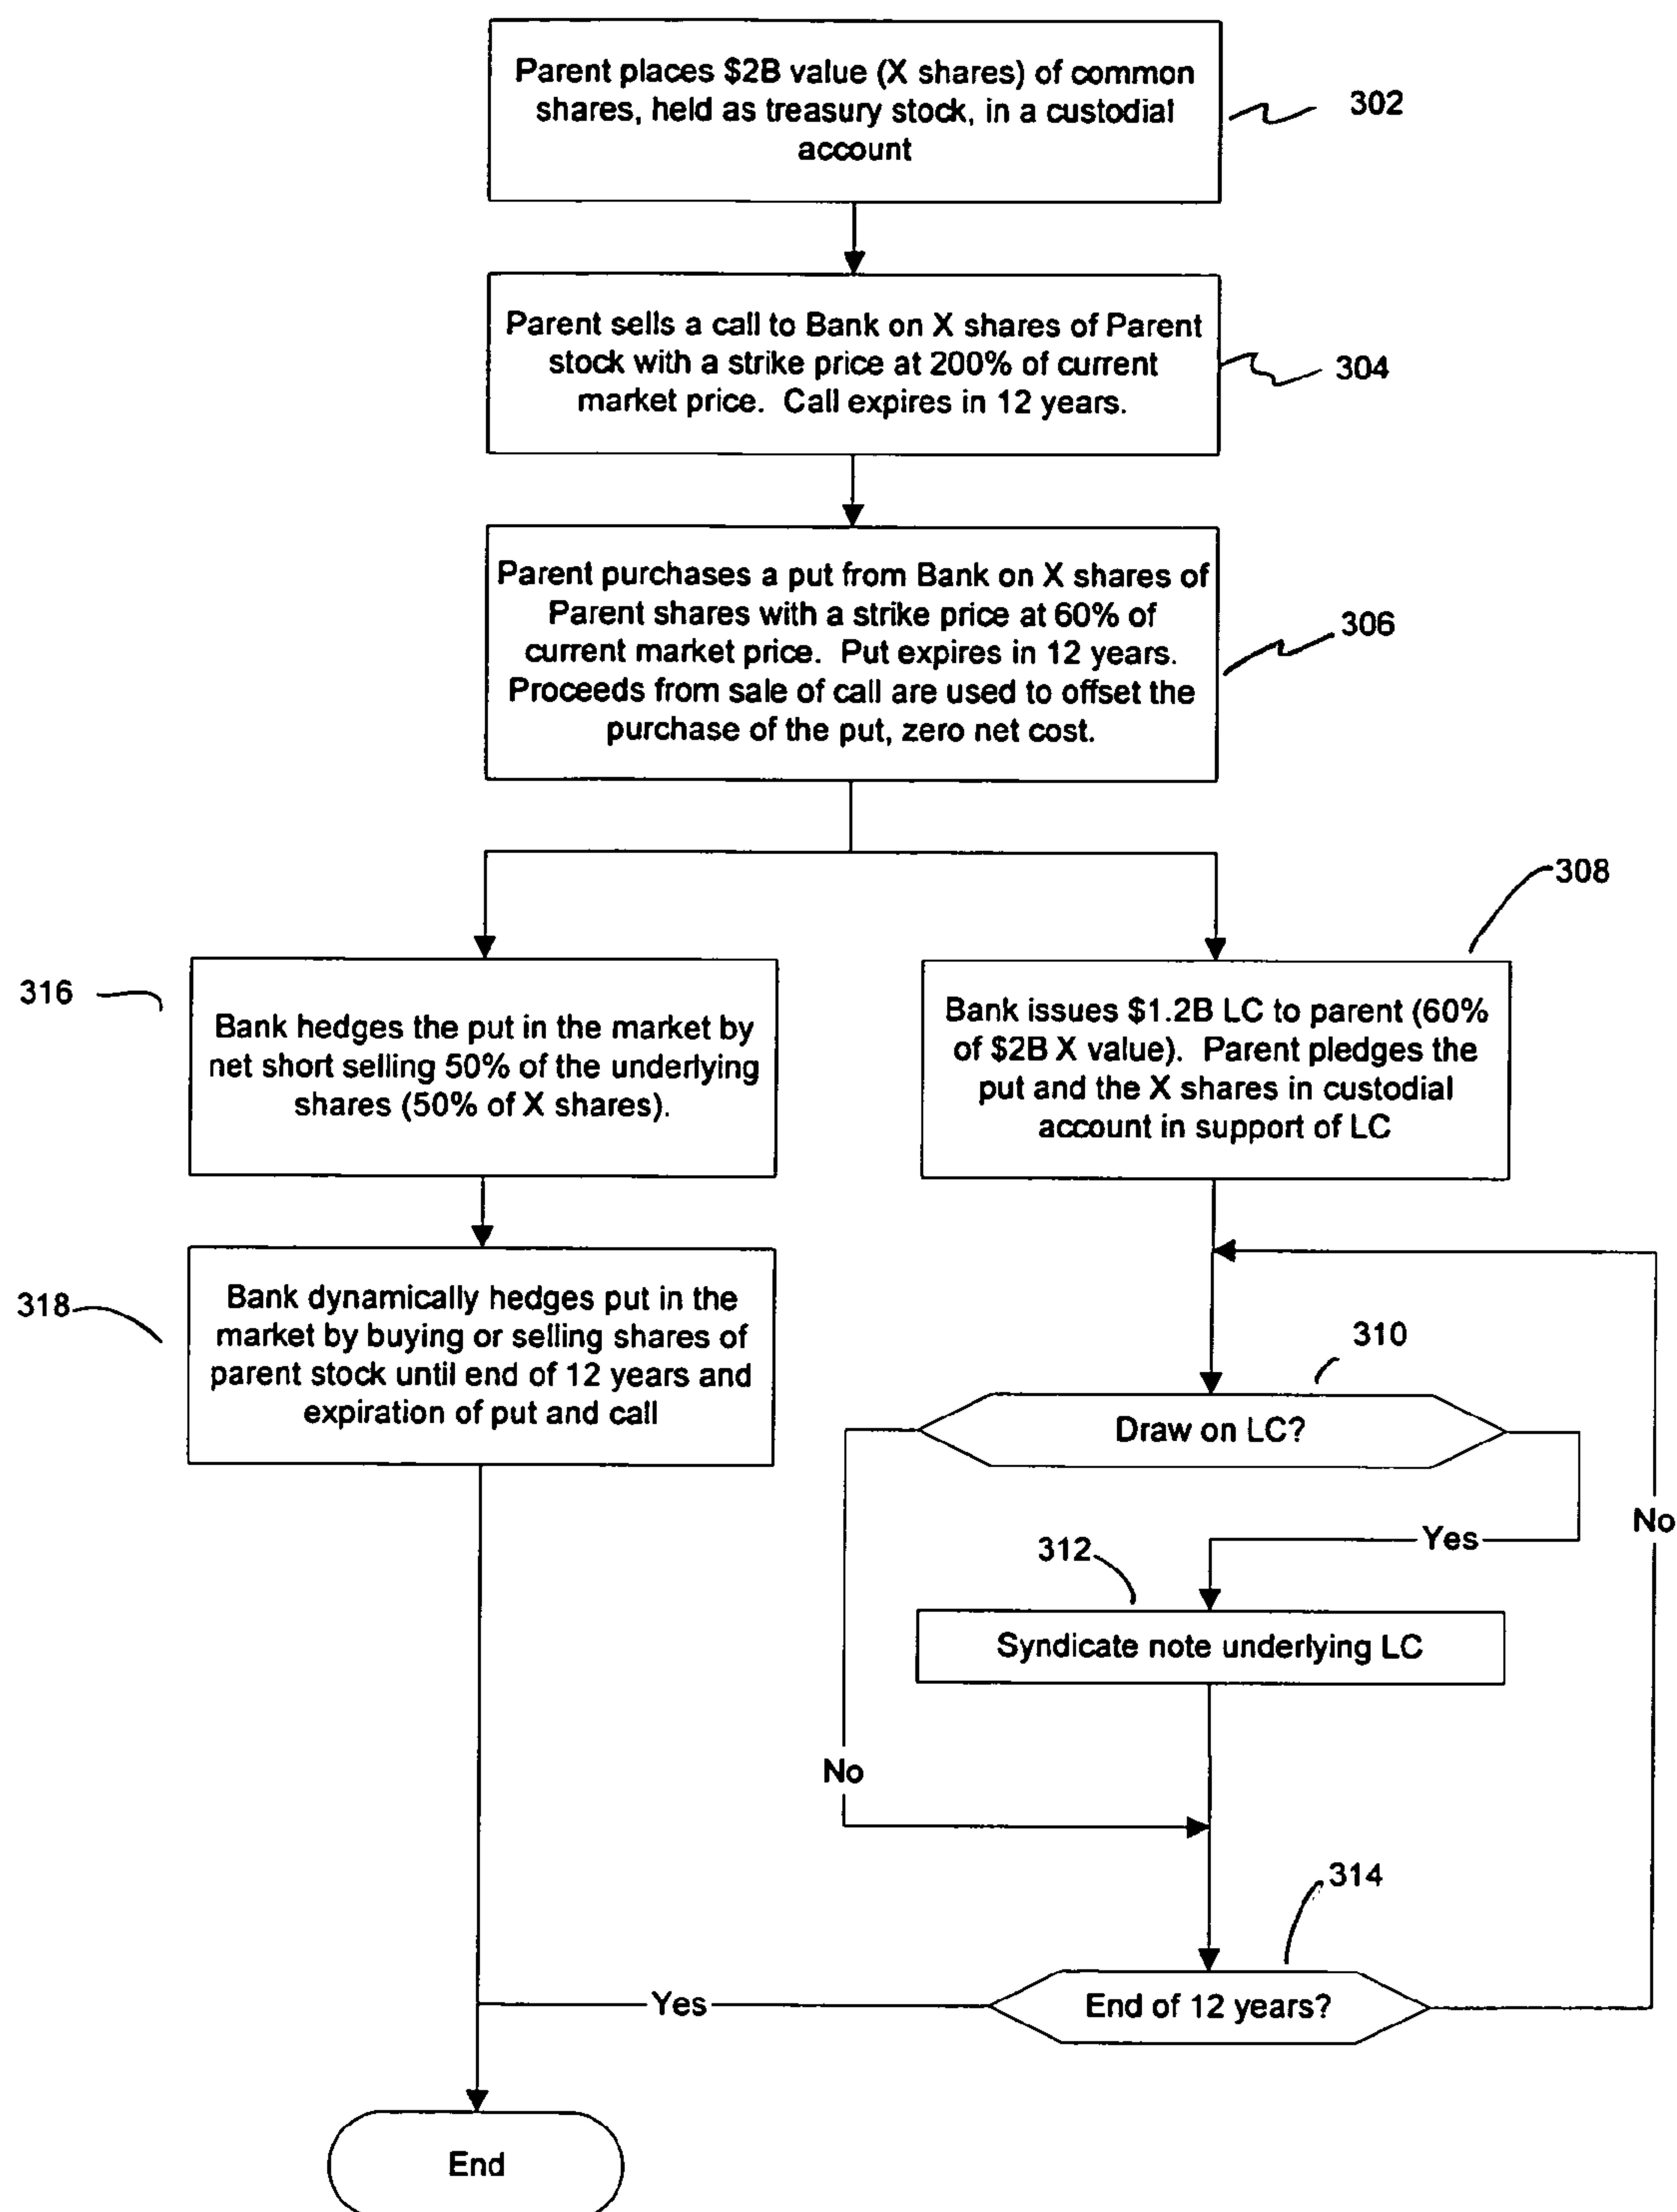 Parent places $2B value (X shares) of common
shares, held as treasury stock, in a custodial
account
302
Parent sells a call to Bank on X shares of Parent
stock with a strike price at 200% of current
market price. Call expires in 12 years.
304
Parent purchases a put from Bank on X shares of
Parent shares with a strike price at 60% of
current market price. Put expires in 12 years.
Proceeds from sale of call are used to offset the
purchase of the put, zero net cost.
306
308
316
Bank hedges the put in the market by
net short selling 50% of the underlying
shares (50% of X shares).
Bank issues $1.2B LC to parent (60%
of $2B X value). Parent pledges the
put and the X shares in custodial
account in support of LC
318
Bank dynamically hedges put in the
market by buying or selling shares of
parent stock until end of 12 years and
expiration of put and call
310
Draw on LC?
No
Yes
312
Syndicate note underlying LC
No
314
End of 12 years?
Yes
End